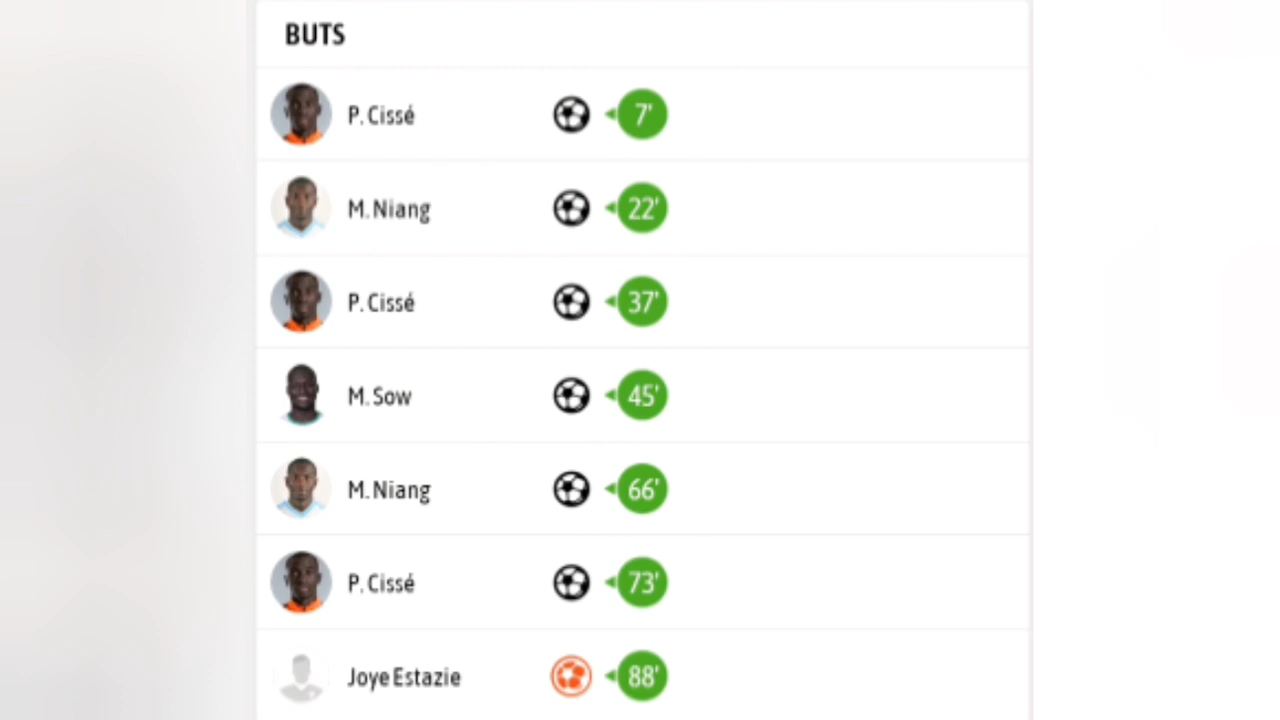 BUTS
P. Cissé 7'
M. Niang 22'
P. Cissé 37'
M. Sow 45'
M. Niang 66'
P. Cissé 73'
Joye Estazie 88'